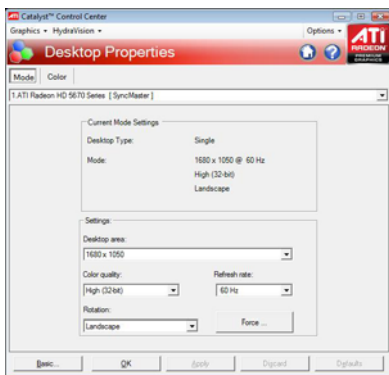 ATI Catalyst™ Control Center
Graphics HydraVision Options
ATI
RADEON
PREMIUM
GRAPHICS
Desktop Properties
Mode Color
1.ATI Radeon HD 5670 Series [ SyncMaster ]
Current Mode Settings
Desktop Type: Single
Mode: 1680 x 1050 @ 60 Hz
High (32-bit)
Landscape
Settings:
Desktop area:
1680 x 1050
Color quality: Refresh rate:
High (32-bit) 60 Hz
Rotation:
Landscape Force ...
Basic... OK Apply Discard Defaults